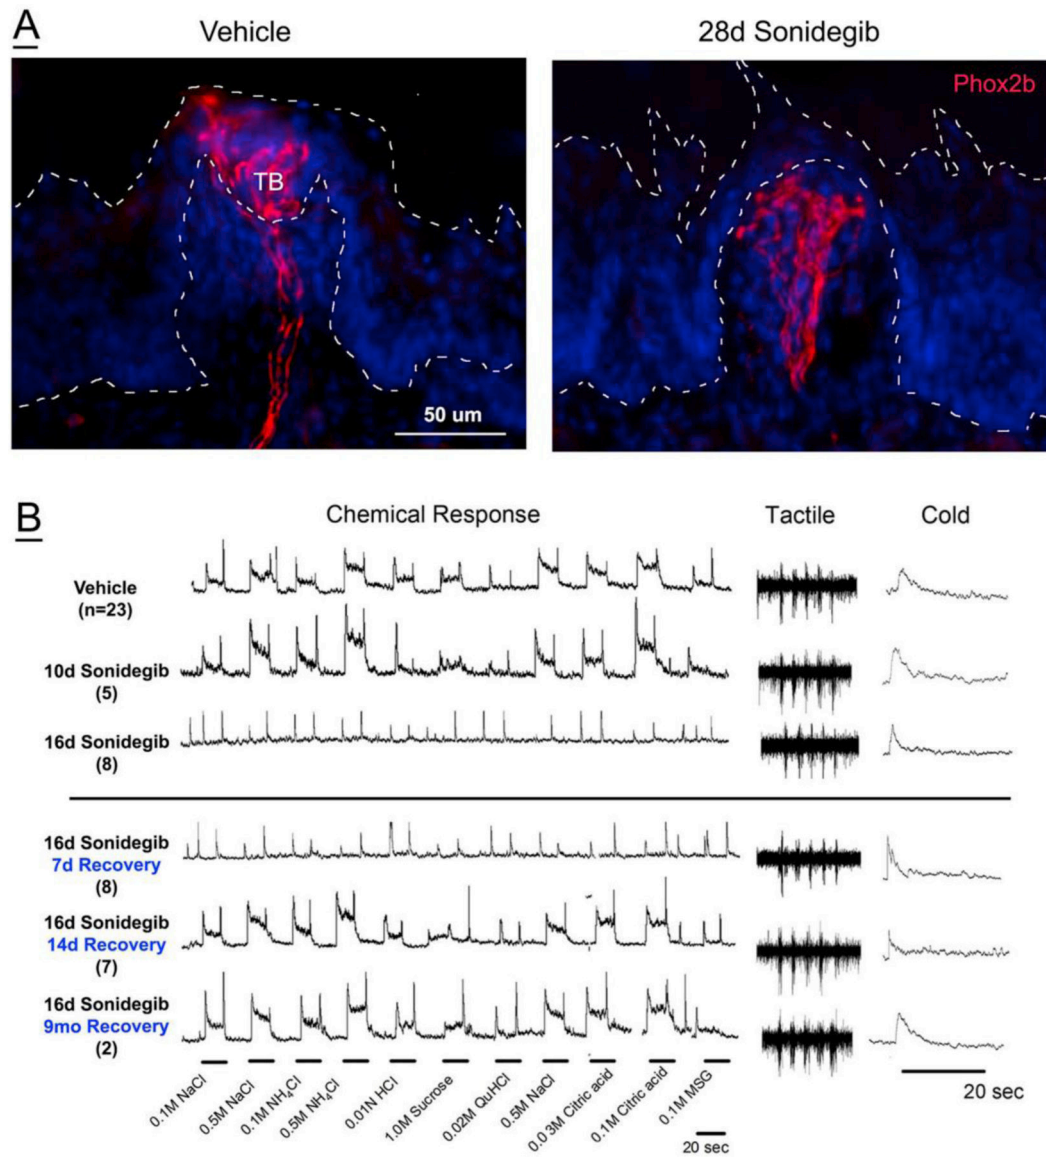 A
Vehicle
28d Sonidegib
Phox2b
TB
50 um
B
Chemical Response
Tactile
Cold
Vehicle
(n=23)
10d Sonidegib
(5)
16d Sonidegib
(8)
16d Sonidegib
7d Recovery
(8)
16d Sonidegib
14d Recovery
(7)
16d Sonidegib
9mo Recovery
(2)
0.1M NaCl
0.5M NaCl
0.1M NH₄Cl
0.5M NH₄Cl
0.01N HCl
1.0M Sucrose
0.02M QuHCl
0.5M NaCl
0.0 3M Citric acid
0.1M Citric acid
0.1M MSG
20 sec
20 sec